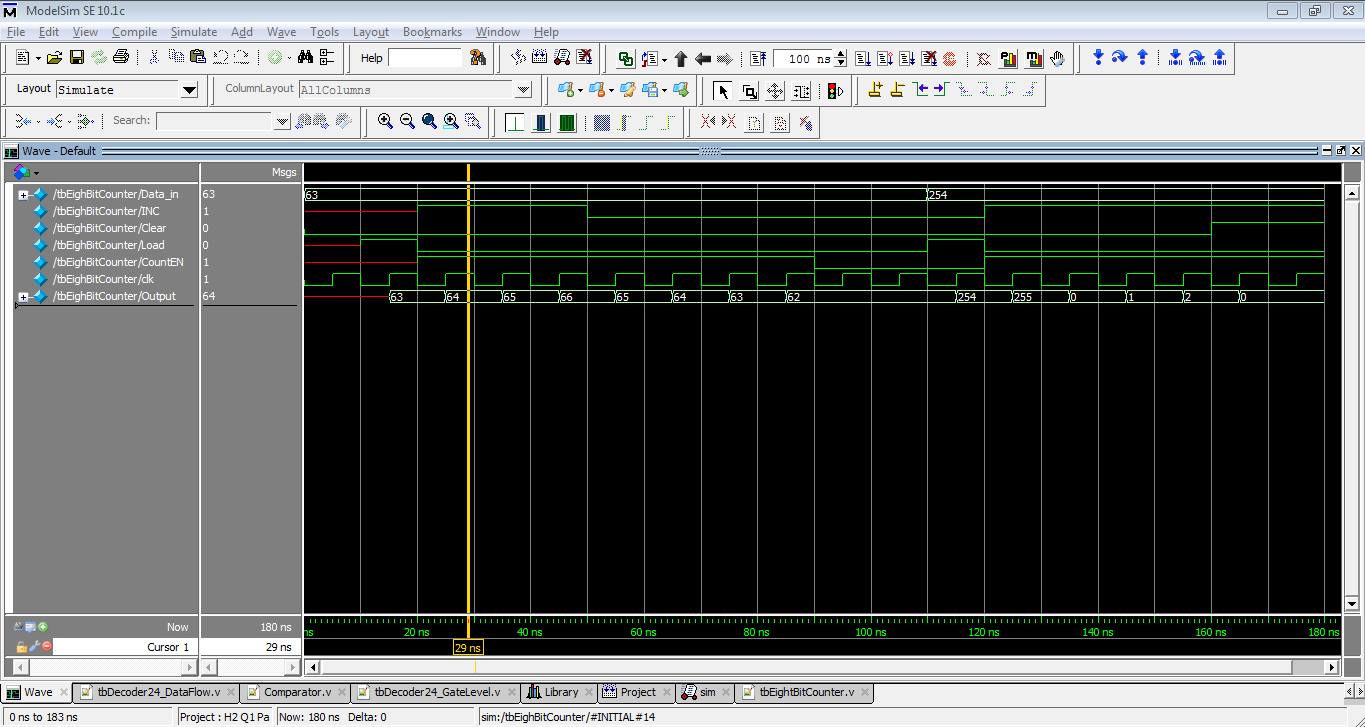 ModelSim SE 10.1c
File Edit View Compile Simulate Add Wave Tools Layout Bookmarks Window Help
Help 100 ns
Layout Simulate ColumnLayout AllColumns
Search:
Wave - Default
Msgs
/tbEighBitCounter/Data_in 63 63 254
/tbEighBitCounter/INC 1
/tbEighBitCounter/Clear 0
/tbEighBitCounter/Load 0
/tbEighBitCounter/CountEN 1
/tbEighBitCounter/clk 1
/tbEighBitCounter/Output 64 63 64 65 66 65 64 63 62 254 255 0 1 2 0
Now 180 ns ns 20 ns 40 ns 60 ns 80 ns 100 ns 120 ns 140 ns 160 ns 180 ns
Cursor 1 29 ns 29 ns
Wave tbDecoder24_DataFlow.v Comparator.v tbDecoder24_GateLevel.v Library Project sim tbEightBitCounter.v
0 ns to 183 ns Project : H2 Q1 Pa Now: 180 ns Delta: 0 sim:/tbEighBitCounter/#INITIAL#14